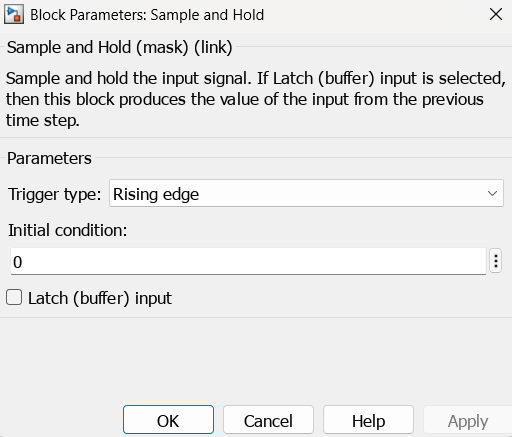 Block Parameters: Sample and Hold
Sample and Hold (mask) (link)
Sample and hold the input signal. If Latch (buffer) input is selected,
then this block produces the value of the input from the previous
time step.
Parameters
Trigger type: Rising edge
Initial condition:
0
Latch (buffer) input
OK Cancel Help Apply